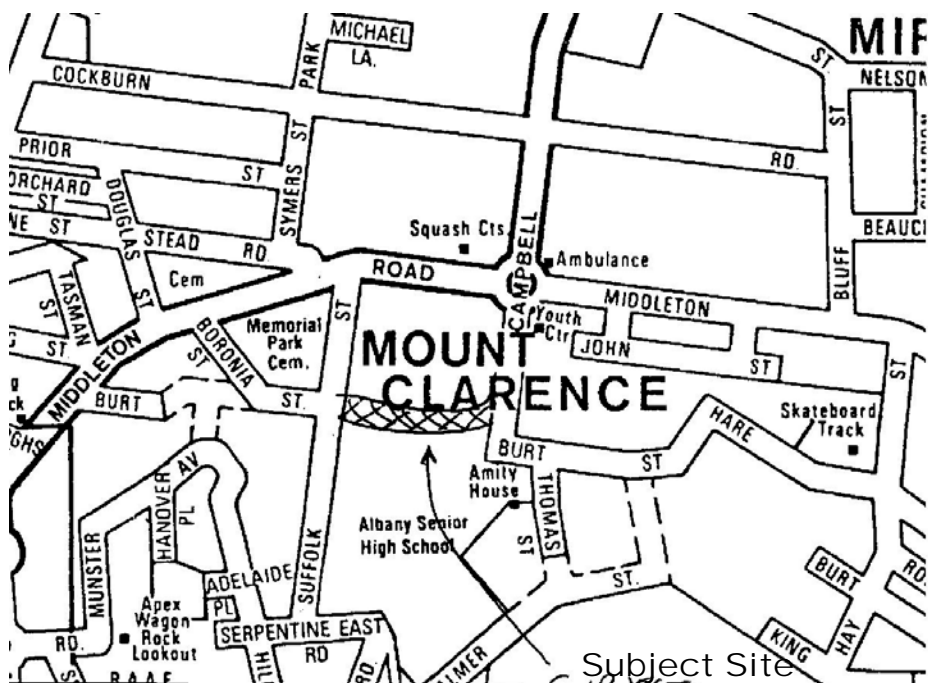 MICHAEL
LA.
PARK
ST
COCKBURN
RD.
ST
NELSON
ST
PRIOR
ST
SYMERS
ORCHARD
ST
DOUGLAS
ST
ST
STEAD
RD.
BEAUC
Squash Cts.
CAMPBELL
Ambulance
BLUFF
ST
ROAD
Cem
TASMAN
ST
MIDDLETON
ST.
MIDDLETON
BORONIA
ST
Memorial
Park
Cem.
ST
Youth
Ctr
JOHN
ST
MOUNT
CLARENCE
BURT
ST.
HARE
Skateboard
Track
BURT
ST
AV
HANOVER
PL
MUNSTER
Amity
House
THOMAS
ST
Albany Senior
High School
SUFFOLK
ADELAIDE
PL
ST.
BURT
RD.
Apex
Wagon
Rock
Lookout
SERPENTINE EAST
RD
RD.
HAY
KING
Subject Site